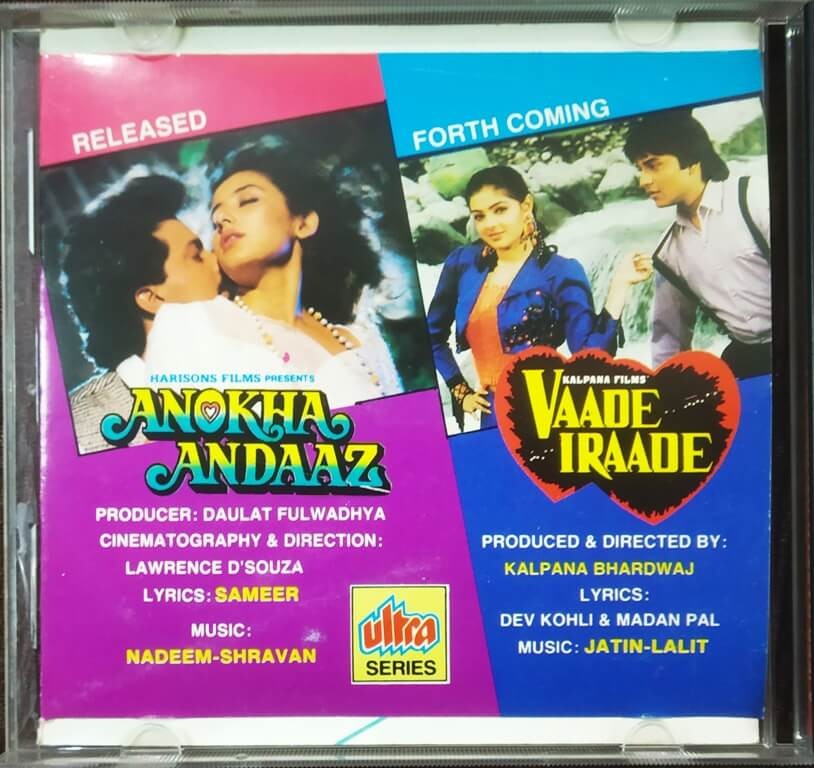 RELEASED
HARISONS FILMS PRESENTS
ANOKHA
ANDAAZ
PRODUCER: DAULAT FULWADHYA
CINEMATOGRAPHY & DIRECTION:
LAWRENCE D'SOUZA
LYRICS: SAMEER
MUSIC:
NADEEM-SHRAVAN
ultra
SERIES
FORTH COMING
KALPANA FILMS'
VAADE
IRAADE
PRODUCED & DIRECTED BY:
KALPANA BHARDWAJ
LYRICS:
DEV KOHLI & MADAN PAL
MUSIC: JATIN-LALIT